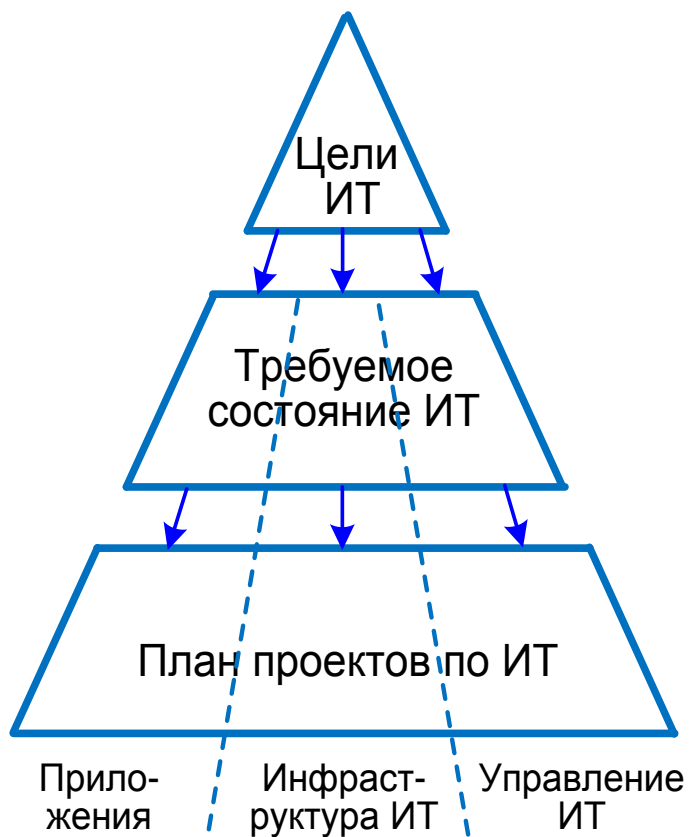 Цели
ИТ
Требуемое
состояние ИТ
План проектов по ИТ
Прило-
жения
Инфраст-
руктура ИТ
Управление
ИТ